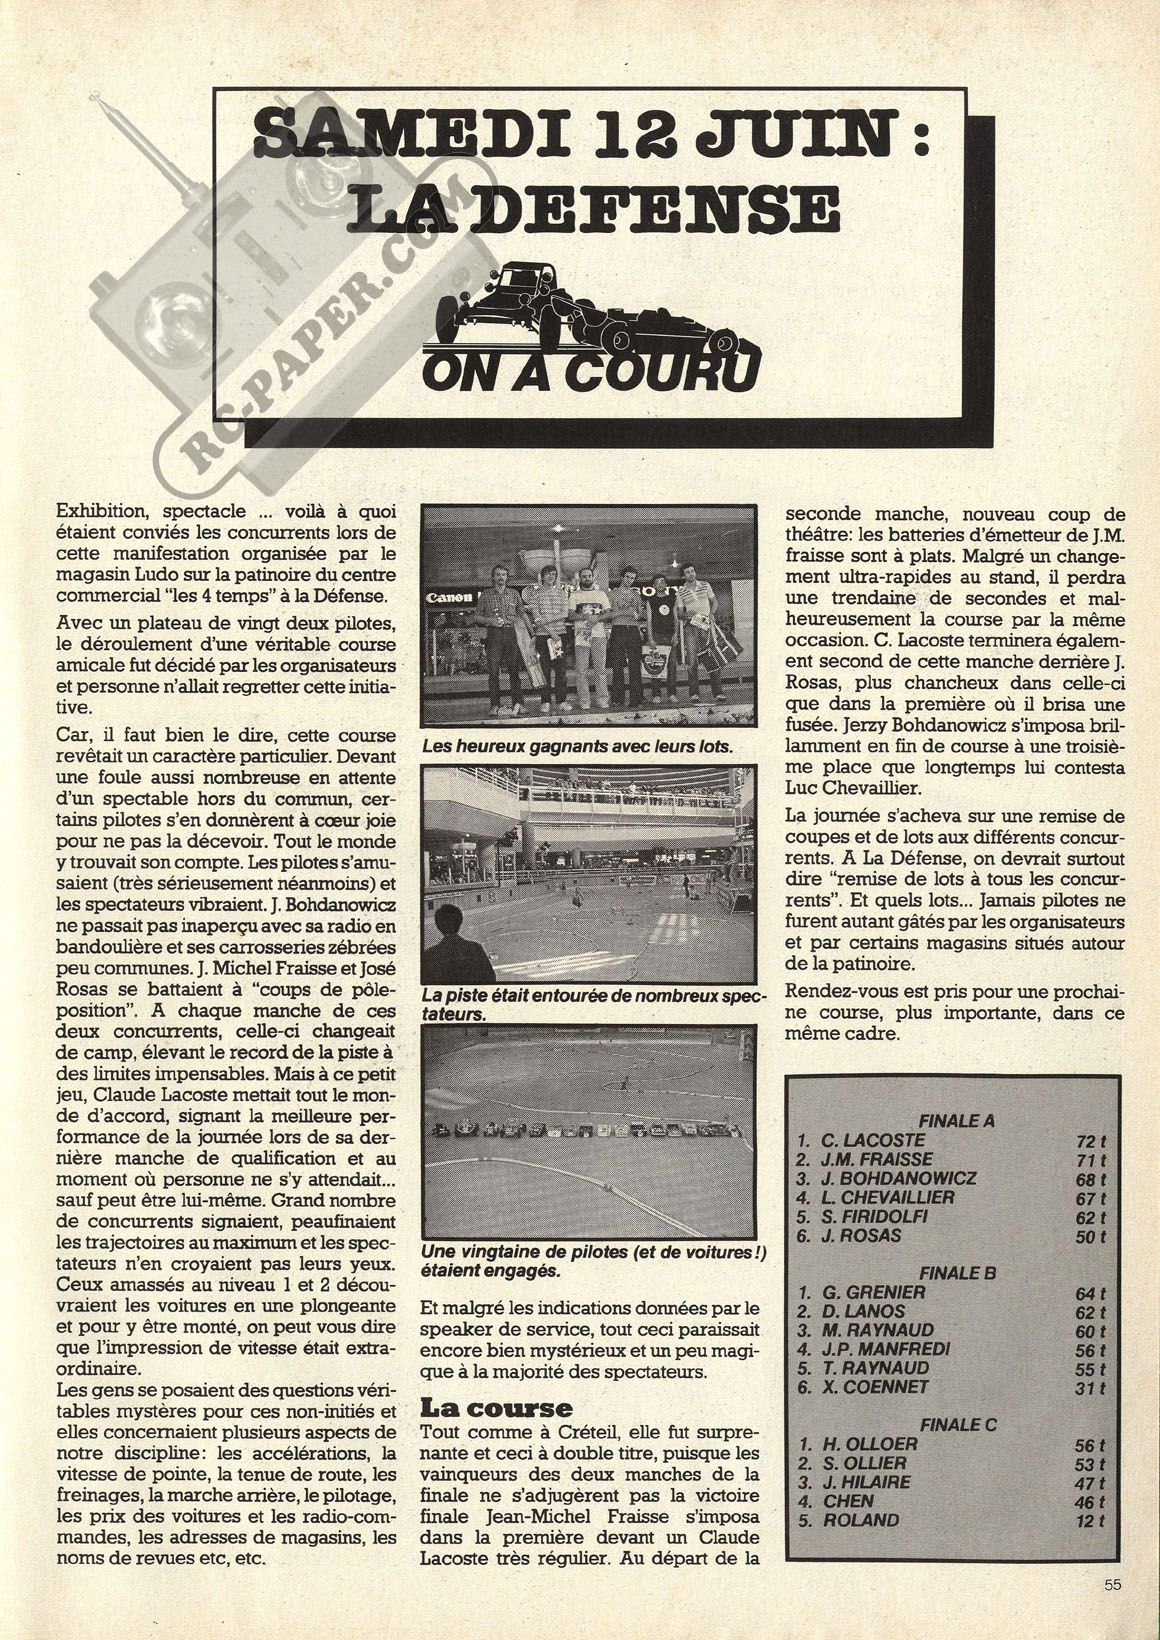 SAMEDI 12 JUIN :
LA DEFENSE
ON A COURU
RC-PAPER.COM
Exhibition, spectacle ... voilà à quoi
étaient conviés les concurrents lors de
cette manifestation organisée par le
magasin Ludo sur la patinoire du centre
commercial "les 4 temps" à la Défense.
Avec un plateau de vingt deux pilotes,
le déroulement d'une véritable course
amicale fut décidé par les organisateurs
et personne n'allait regretter cette initia-
tive.
Car, il faut bien le dire, cette course
revêtait un caractère particulier. Devant
une foule aussi nombreuse en attente
d'un spectable hors du commun, cer-
tains pilotes s'en donnèrent à cœur joie
pour ne pas la décevoir. Tout le monde
y trouvait son compte. Les pilotes s'amu-
saient (très sérieusement néanmoins) et
les spectateurs vibraient. J. Bohdanowicz
ne passait pas inaperçu avec sa radio en
bandoulière et ses carrosseries zébrées
peu communes. J. Michel Fraisse et José
Rosas se battaient à "coups de pôle-
position". A chaque manche de ces
deux concurrents, celle-ci changeait
de camp, élevant le record de la piste à
des limites impensables. Mais à ce petit
jeu, Claude Lacoste mettait tout le mon-
de d'accord, signant la meilleure per-
formance de la journée lors de sa der-
nière manche de qualification et au
moment où personne ne s'y attendait...
sauf peut être lui-même. Grand nombre
de concurrents signaient, peaufinaient
les trajectoires au maximum et les spec-
tateurs n'en croyaient pas leurs yeux.
Ceux amassés au niveau 1 et 2 décou-
vraient les voitures en une plongeante
et pour y être monté, on peut vous dire
que l'impression de vitesse était extra-
ordinaire.
Les gens se posaient des questions véri-
tables mystères pour ces non-initiés et
elles concernaient plusieurs aspects de
notre discipline: les accélérations, la
vitesse de pointe, la tenue de route, les
freinages, la marche arrière, le pilotage,
les prix des voitures et les radio-com-
mandes, les adresses de magasins, les
noms de revues etc, etc.
Canon
SONY
Les heureux gagnants avec leurs lots.
La piste était entourée de nombreux spec-
tateurs.
Une vingtaine de pilotes (et de voitures!)
étaient engagés.
Et malgré les indications données par le
speaker de service, tout ceci paraissait
encore bien mystérieux et un peu magi-
que à la majorité des spectateurs.
La course
Tout comme à Créteil, elle fut surpre-
nante et ceci à double titre, puisque les
vainqueurs des deux manches de la
finale ne s'adjugèrent pas la victoire
finale Jean-Michel Fraisse s'imposa
dans la première devant un Claude
Lacoste très régulier. Au départ de la
seconde manche, nouveau coup de
théâtre: les batteries d'émetteur de J.M.
fraisse sont à plats. Malgré un change-
ment ultra-rapides au stand, il perdra
une trendaine de secondes et mal-
heureusement la course par la même
occasion. C. Lacoste terminera égalem-
ent second de cette manche derrière J.
Rosas, plus chancheux dans celle-ci
que dans la première où il brisa une
fusée. Jerzy Bohdanowicz s'imposa bril-
lamment en fin de course à une troisiè-
me place que longtemps lui contesta
Luc Chevaillier.
La journée s'acheva sur une remise de
coupes et de lots aux différents concur-
rents. A La Défense, on devrait surtout
dire "remise de lots à tous les concur-
rents". Et quels lots... Jamais pilotes ne
furent autant gâtés par les organisateurs
et par certains magasins situés autour
de la patinoire.
Rendez-vous est pris pour une prochai-
ne course, plus importante, dans ce
même cadre.
FINALE A
1. C. LACOSTE 72 t
2. J.M. FRAISSE 71 t
3. J. BOHDANOWICZ 68 t
4. L. CHEVAILLIER 67 t
5. S. FIRIDOLFI 62 t
6. J. ROSAS 50 t
FINALE B
1. G. GRENIER 64 t
2. D. LANOS 62 t
3. M. RAYNAUD 60 t
4. J.P. MANFREDI 56 t
5. T. RAYNAUD 55 t
6. X. COENNET 31 t
FINALE C
1. H. OLLOER 56 t
2. S. OLLIER 53 t
3. J. HILAIRE 47 t
4. CHEN 46 t
5. ROLAND 12 t
55